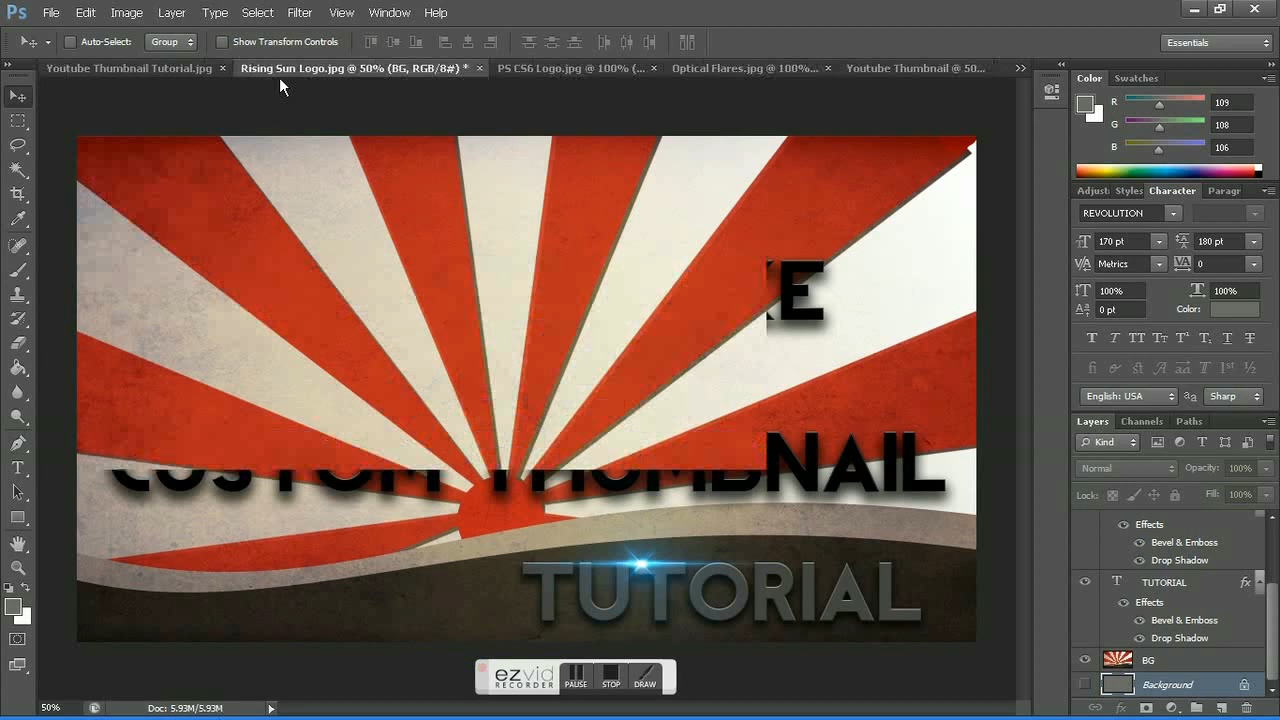 Ps File Edit Image Layer Type Select Filter View Window Help
Auto-Select: Group Show Transform Controls Essentials
Youtube Thumbnail Tutorial.jpg × Rising Sun Logo.jpg @ 50% (BG, RGB/8#) * × PS CS6 Logo.jpg @ 100% (... × Optical Flares.jpg @ 100%... × Youtube Thumbnail @ 50...
Color Swatches
R 109
G 108
B 106
Adjust Styles Character Paragr
REVOLUTION
170 pt 180 pt
Metrics 0
100% 100%
0 pt Color:
English: USA Sharp
Layers Channels Paths
Kind
Normal Opacity: 100%
Lock: Fill: 100%
Effects
Bevel & Emboss
Drop Shadow
TUTORIAL fx
Effects
Bevel & Emboss
Drop Shadow
BG
Background
KE
CUSTOM THUMBNAIL
TUTORIAL
ezvid
RECORDER
PAUSE STOP DRAW
50% Doc: 5.93M/5.93M